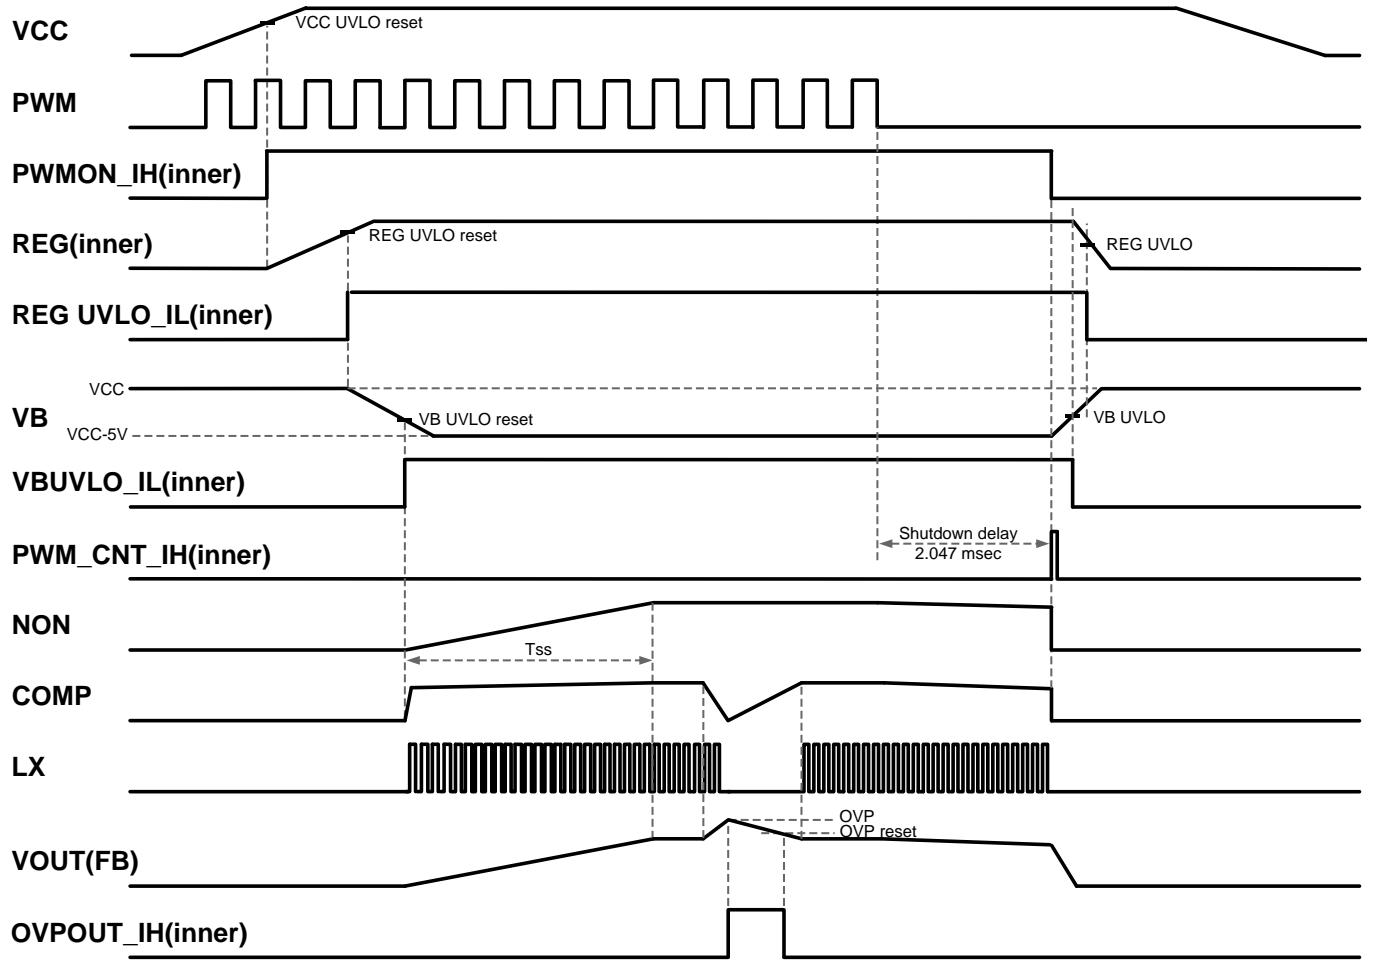 VCC
VCC UVLO reset
PWM
PWMON_IH(inner)
REG(inner)
REG UVLO reset
REG UVLO
REG UVLO_IL(inner)
VCC
VB
VB UVLO reset
VB UVLO
VCC-5V
VBUVLO_IL(inner)
Shutdown delay
2.047 msec
PWM_CNT_IH(inner)
NON
Tss
COMP
LX
OVP
OVP reset
VOUT(FB)
OVPOUT_IH(inner)